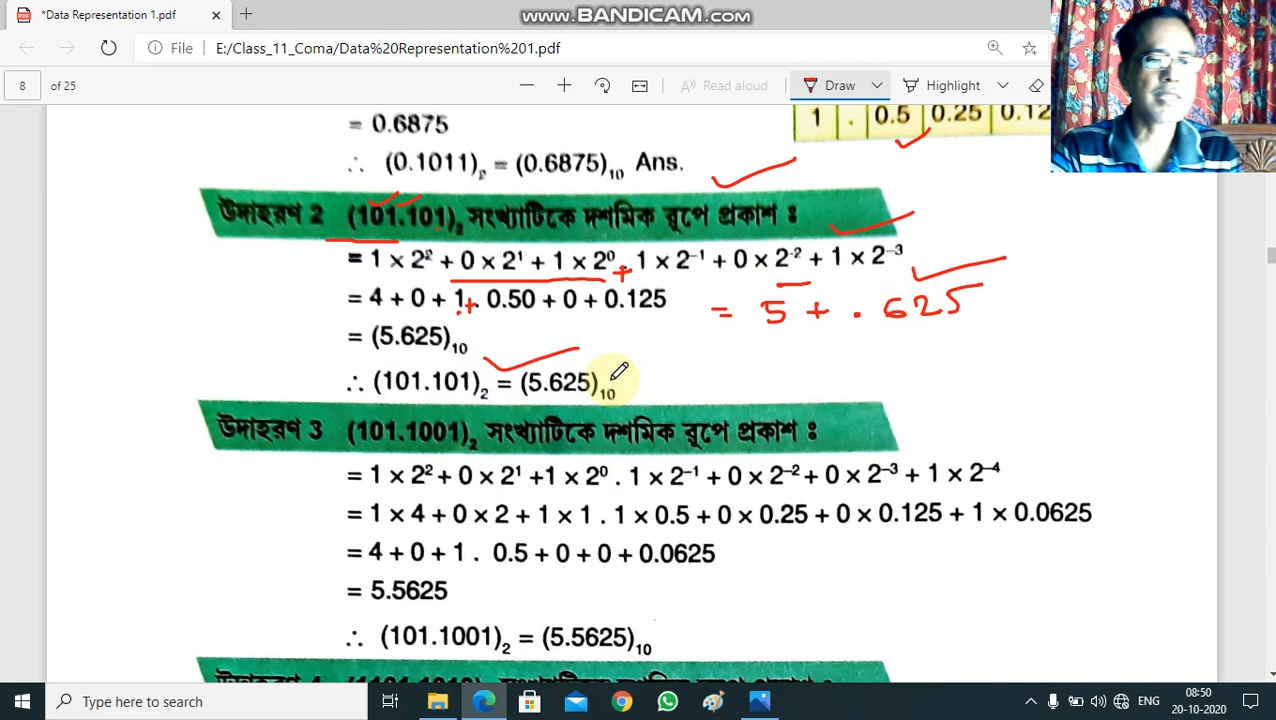 www.BANDICAM.com
*Data Representation 1.pdf
File E:/Class_11_Coma/Data%20Representation%201.pdf
8 of 25 Read aloud Draw Highlight
= 0.6875
1 . 0.5 0.25 0.12
∴ (0.1011)₂ = (0.6875)₁₀ Ans.
উদাহরণ 2 (101.101)₂ সংখ্যাটিকে দশমিক রূপে প্রকাশ ঃ
= 1 × 2² + 0 × 2¹ + 1 × 2⁰ + 1 × 2⁻¹ + 0 × 2⁻² + 1 × 2⁻³
= 4 + 0 + 1 . + 0.50 + 0 + 0.125 = 5 + . 625
= (5.625)₁₀
∴ (101.101)₂ = (5.625)₁₀
উদাহরণ 3 (101.1001)₂ সংখ্যাটিকে দশমিক রূপে প্রকাশ ঃ
= 1 × 2² + 0 × 2¹ +1 × 2⁰ . 1 × 2⁻¹ + 0 × 2⁻² + 0 × 2⁻³ + 1 × 2⁻⁴
= 1 × 4 + 0 × 2 + 1 × 1 . 1 × 0.5 + 0 × 0.25 + 0 × 0.125 + 1 × 0.0625
= 4 + 0 + 1 . 0.5 + 0 + 0 + 0.0625
= 5.5625
∴ (101.1001)₂ = (5.5625)₁₀
Type here to search
ENG
08:50
20-10-2020